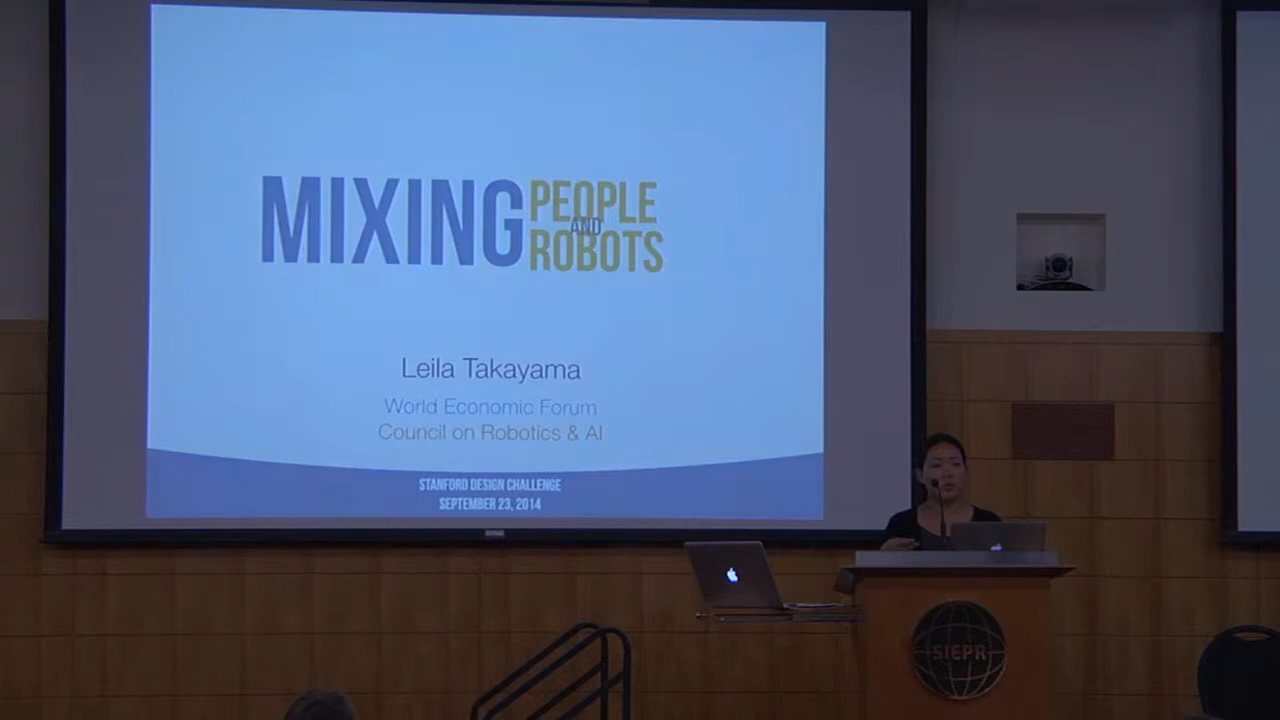 MIXING PEOPLE AND ROBOTS
Leila Takayama
World Economic Forum
Council on Robotics & AI
STANFORD DESIGN CHALLENGE
SEPTEMBER 23, 2014
SIEPR